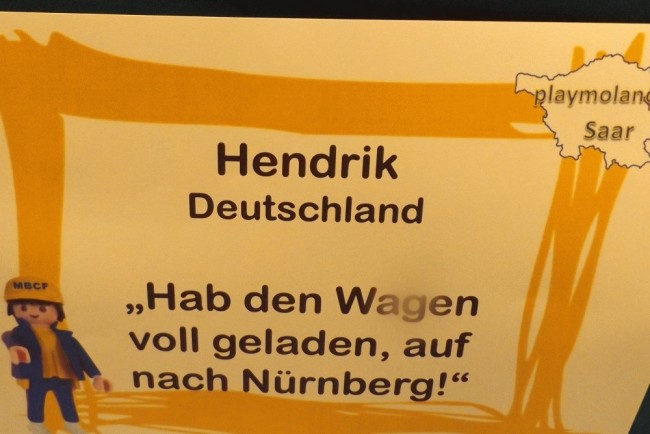 playmoland
Saar
Hendrik
Deutschland
„Hab den Wagen
voll geladen, auf
nach Nürnberg!“
MBCF